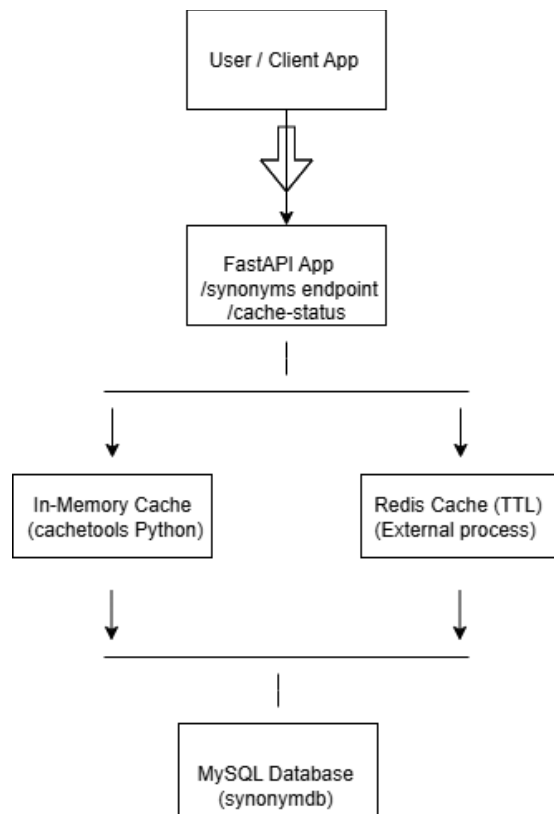 User / Client App
FastAPI App
/synonyms endpoint
/cache-status
In-Memory Cache
(cachetools Python)
Redis Cache (TTL)
(External process)
MySQL Database
(synonymdb)